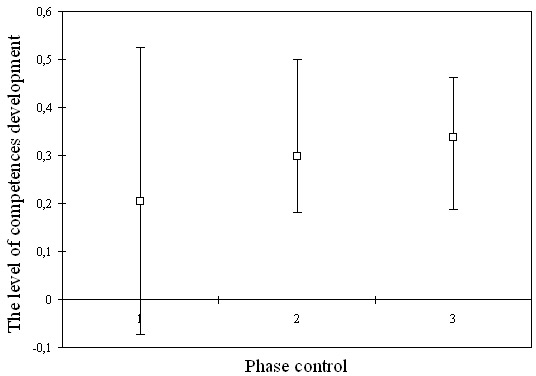 The level of competences development
0,6
0,5
0,4
0,3
0,2
0,1
0
-0,1
1 2 3
Phase control